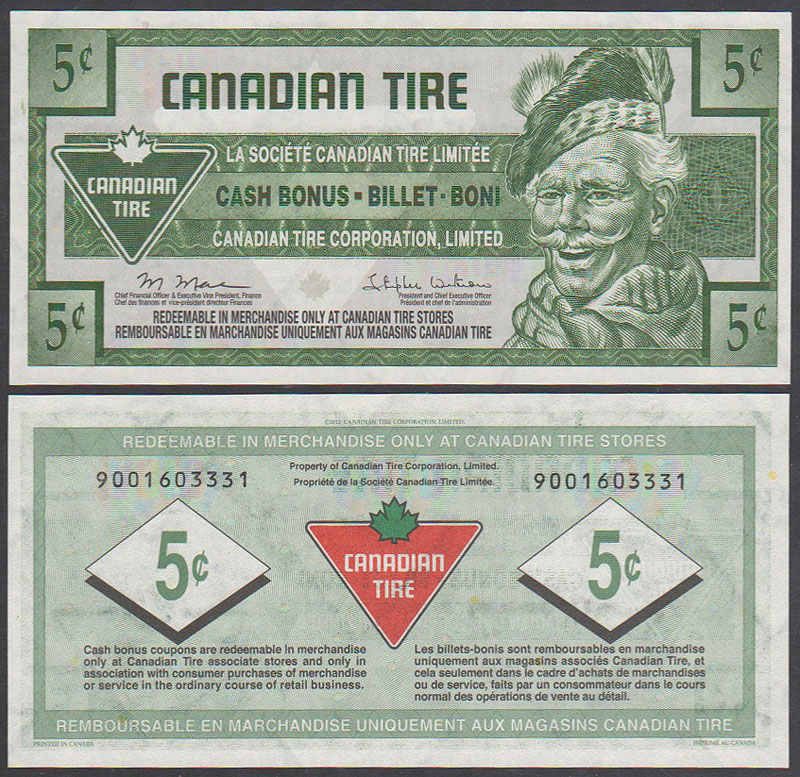 5¢
5¢
CANADIAN TIRE
LA SOCIÉTÉ CANADIAN TIRE LIMITÉE
CANADIAN
TIRE
CASH BONUS - BILLET - BONI
CANADIAN TIRE CORPORATION, LIMITED
Chief Financial Officer & Executive Vice President, Finance
Chef des finances et vice-président directeur Finances
President and Chief Executive Officer
Président et chef de l'administration
REDEEMABLE IN MERCHANDISE ONLY AT CANADIAN TIRE STORES
REMBOURSABLE EN MARCHANDISE UNIQUEMENT AUX MAGASINS CANADIAN TIRE
5¢
5¢
©2012 CANADIAN TIRE CORPORATION, LIMITED.
REDEEMABLE IN MERCHANDISE ONLY AT CANADIAN TIRE STORES
Property of Canadian Tire Corporation, Limited.
Propriété de la Société Canadian Tire Limitée.
9001603331
9001603331
5¢
CANADIAN
TIRE
5¢
Cash bonus coupons are redeemable in merchandise
only at Canadian Tire associate stores and only in
association with consumer purchases of merchandise
or service in the ordinary course of retail business.
Les billets-bonis sont remboursables en marchandise
uniquement aux magasins associés Canadian Tire, et
cela seulement dans le cadre d'achats de marchandises
ou de service, faits par un consommateur dans le cours
normal des opérations de vente au détail.
REMBOURSABLE EN MARCHANDISE UNIQUEMENT AUX MAGASINS CANADIAN TIRE
PRINTED IN CANADA
IMPRIMÉ AU CANADA